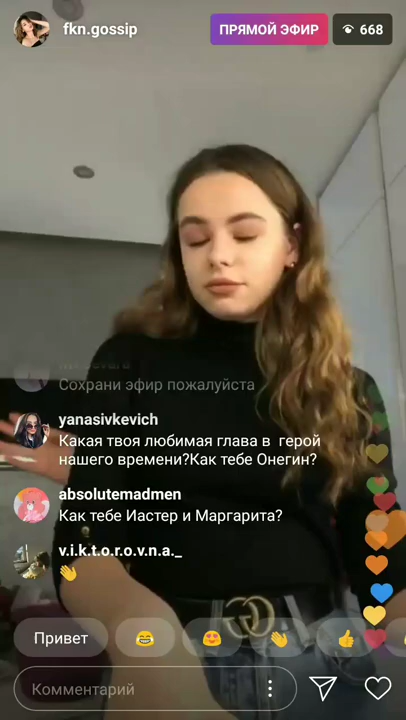 fkn.gossip
ПРЯМОЙ ЭФИР
668
Сохрани эфир пожалуйста
yanasivkevich
Какая твоя любимая глава в герой
нашего времени?Как тебе Онегин?
absolutemadmen
Как тебе Иастер и Маргарита?
v.i.k.t.o.r.o.v.n.a._
👋
Привет
Комментарий